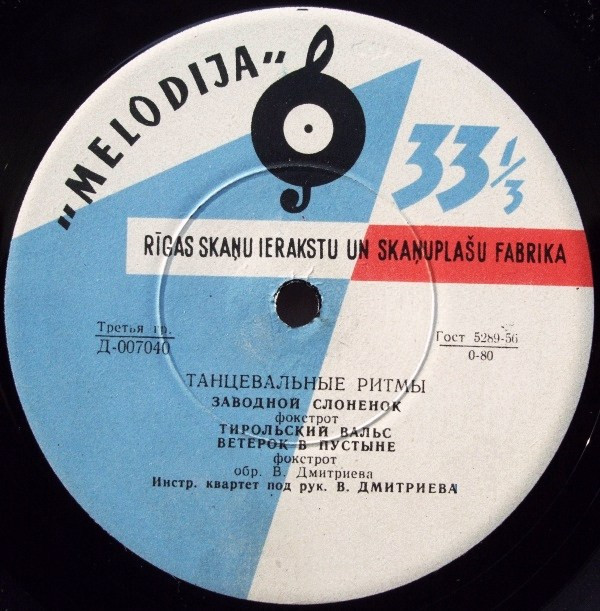 „MELODIJA"
33 1/3
RĪGAS SKAŅU IERAKSTU UN SKAŅUPLAŠU FABRIKA
Третья гр.
Д-007040
Гост 5289-56
0-80
ТАНЦЕВАЛЬНЫЕ РИТМЫ
ЗАВОДНОЙ СЛОНЕНОК
фокстрот
ТИРОЛЬСКИЙ ВАЛЬС
ВЕТЕРОК В ПУСТЫНЕ
фокстрот
обр. В. Дмитриева
Инстр. квартет под рук. В. ДМИТРИЕВА